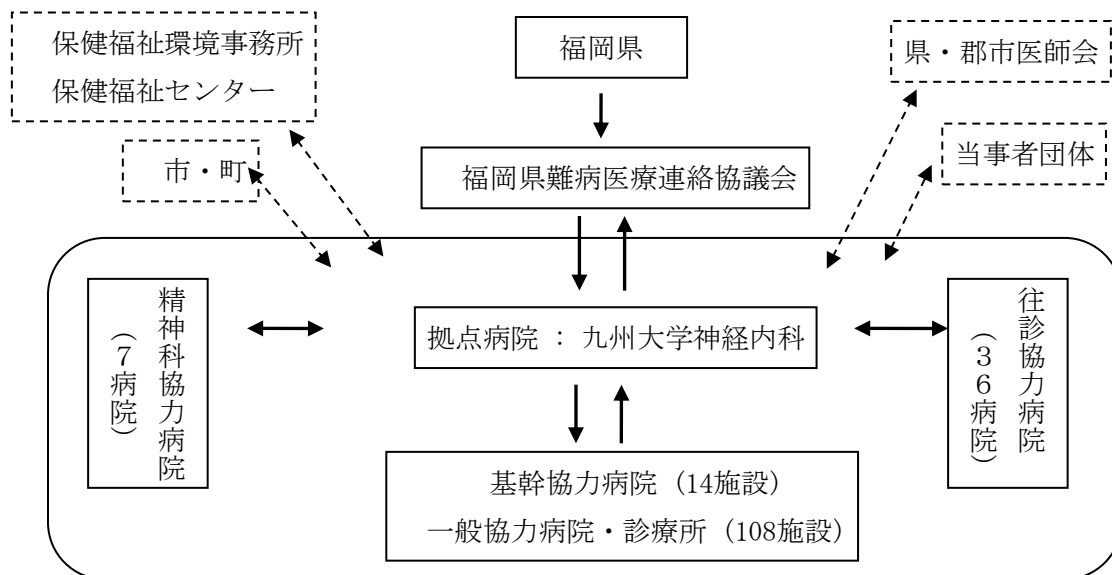 保健福祉環境事務所
保健福祉センター
福岡県
県・郡市医師会
市・町
福岡県難病医療連絡協議会
当事者団体
精神科協力病院
(7病院)
拠点病院 : 九州大学神経内科
往診協力病院
(36病院)
基幹協力病院 (14施設)
一般協力病院・診療所 (108施設)